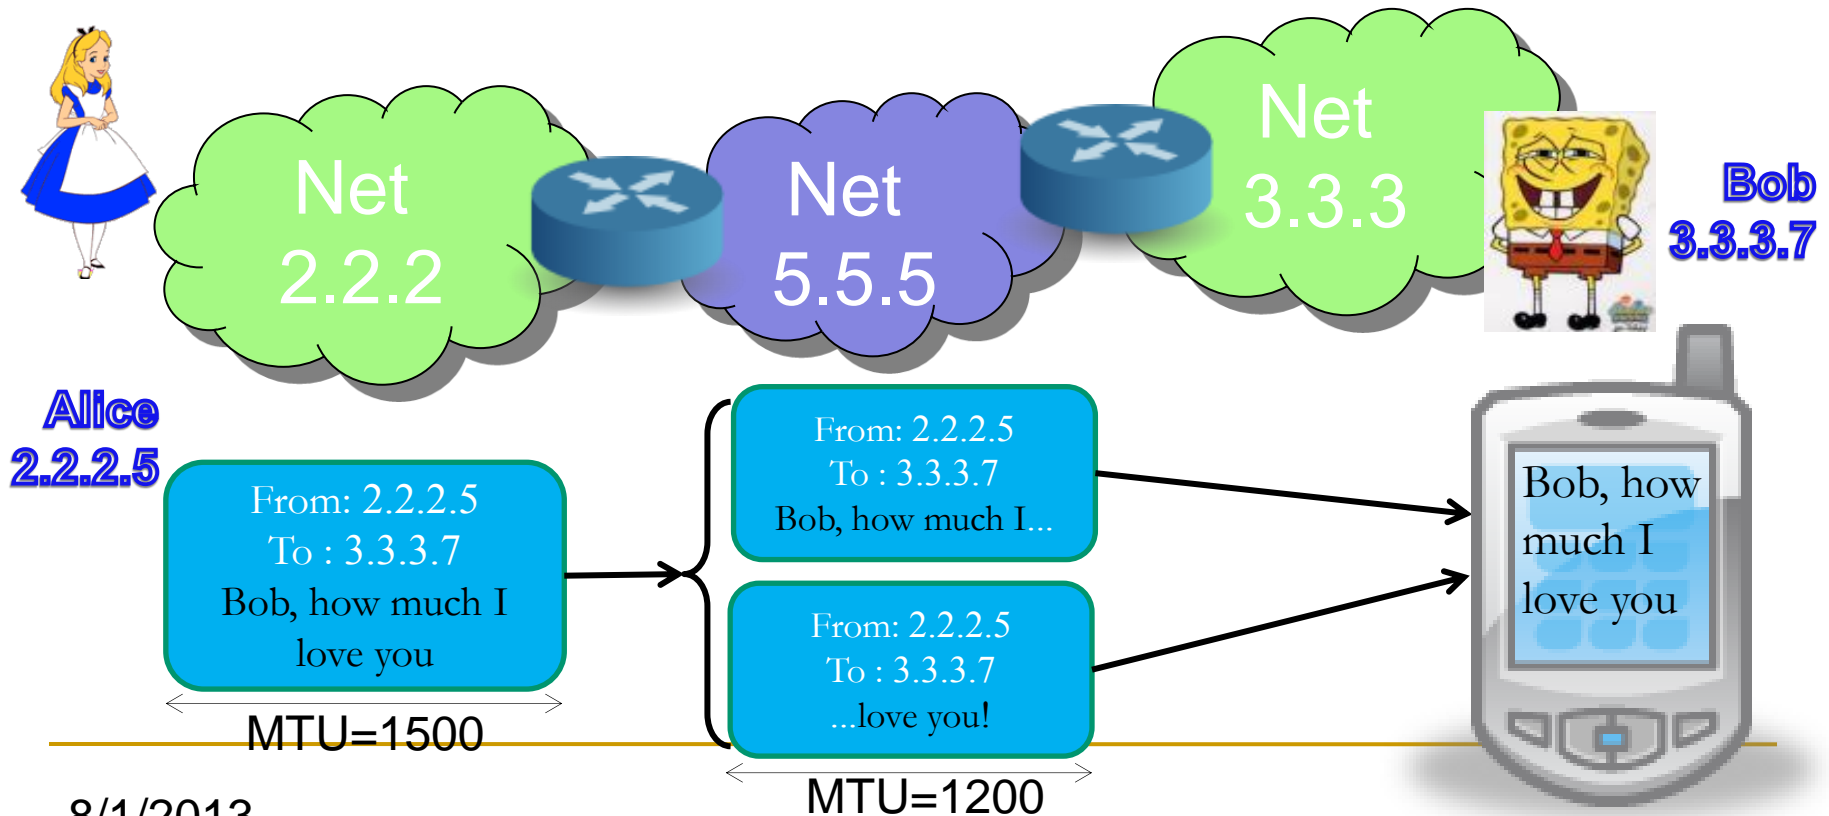 Net
2.2.2
Net
5.5.5
Net
3.3.3
Bob
3.3.3.7
Alice
2.2.2.5
From: 2.2.2.5
To : 3.3.3.7
Bob, how much I
love you
MTU=1500
From: 2.2.2.5
To : 3.3.3.7
Bob, how much I...
From: 2.2.2.5
To : 3.3.3.7
...love you!
MTU=1200
Bob, how
much I
love you
8/1/2013